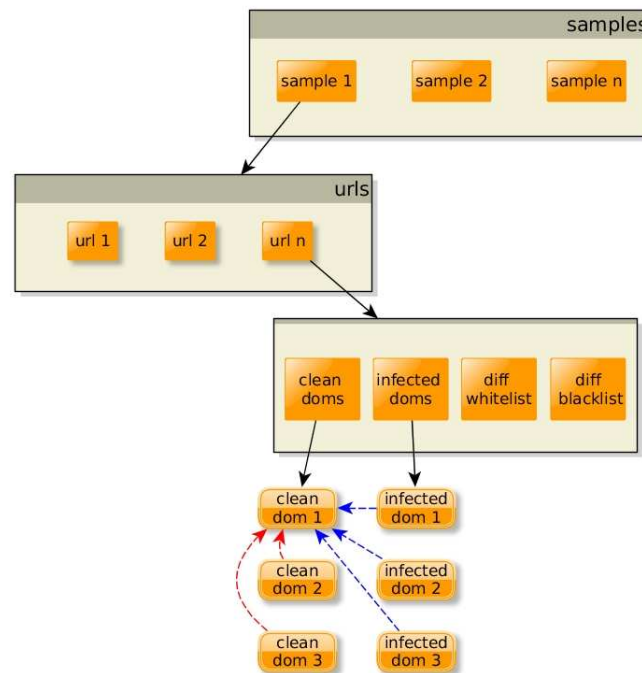 samples
sample 1 sample 2 sample n
urls
url 1 url 2 url n
clean infected diff diff
doms doms whitelist blacklist
clean infected
dom 1 dom 1
clean infected
dom 2 dom 2
clean infected
dom 3 dom 3